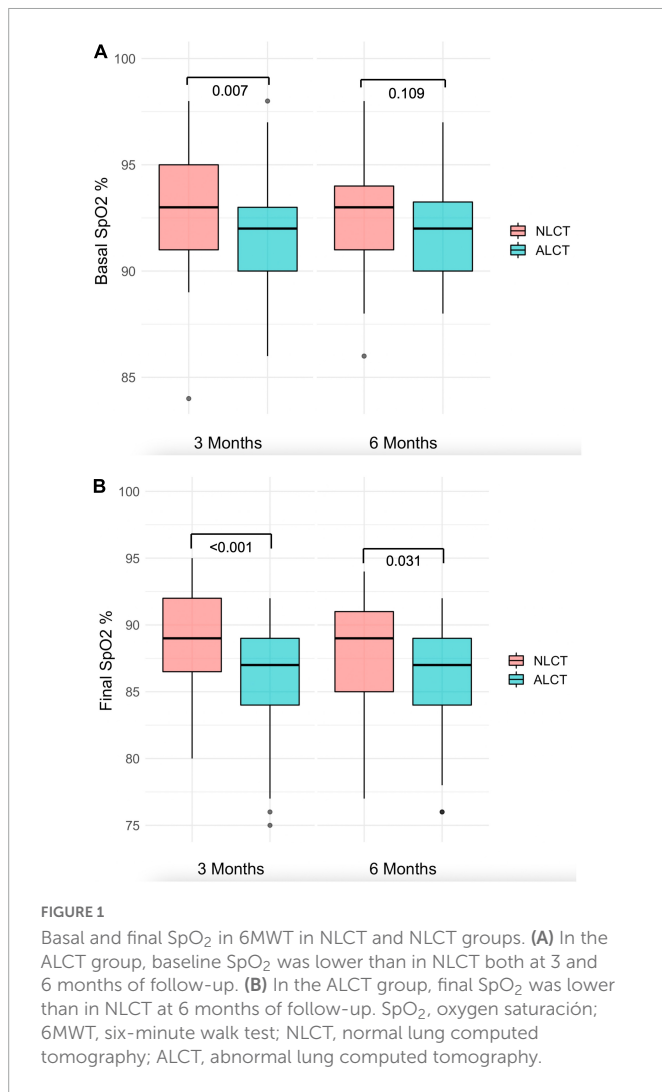 A
100
0.007
0.109
95
Basal SpO2 %
NLCT
ALCT
90
85
3 Months
6 Months
B
100
<0.001
0.031
95
90
Final SpO2 %
NLCT
ALCT
85
80
75
3 Months
6 Months
FIGURE 1
Basal and final SpO₂ in 6MWT in NLCT and NLCT groups. (A) In the
ALCT group, baseline SpO₂ was lower than in NLCT both at 3 and
6 months of follow-up. (B) In the ALCT group, final SpO₂ was lower
than in NLCT at 6 months of follow-up. SpO₂, oxygen saturación;
6MWT, six-minute walk test; NLCT, normal lung computed
tomography; ALCT, abnormal lung computed tomography.